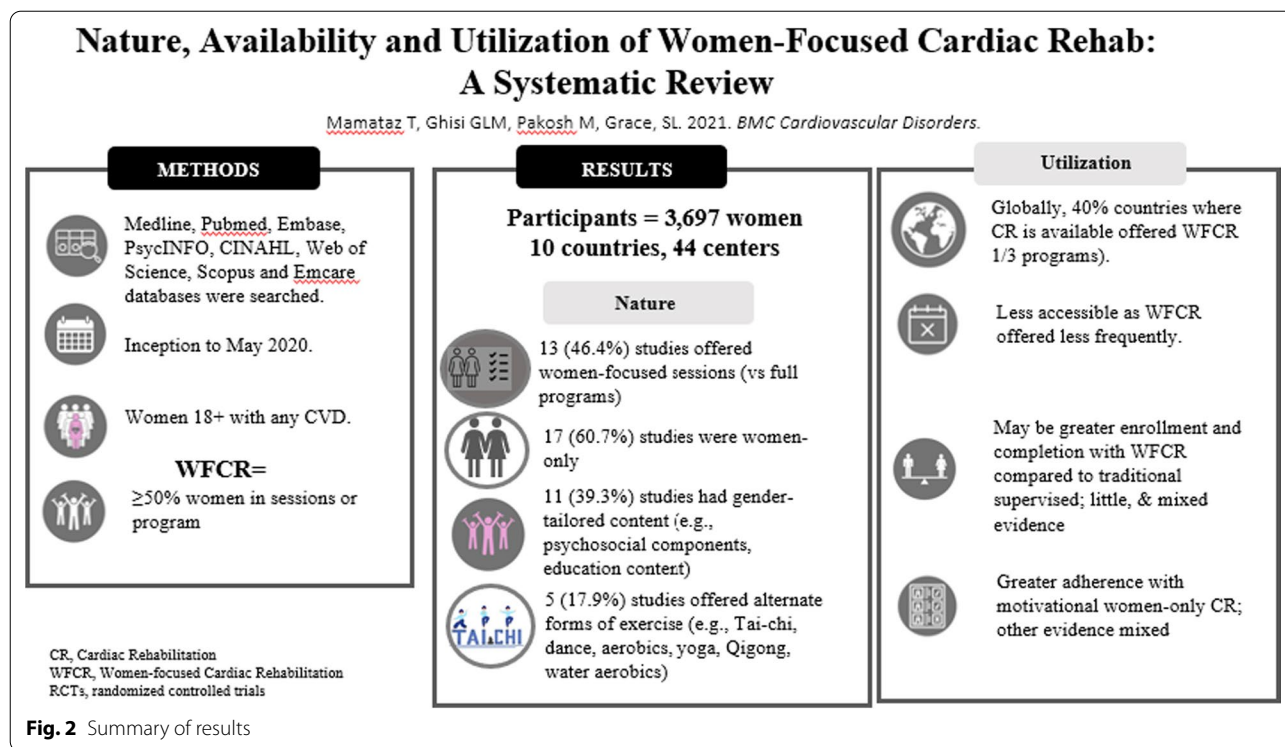 Nature, Availability and Utilization of Women-Focused Cardiac Rehab:
A Systematic Review
Mamataz T, Ghisi GLM, Pakosh M, Grace, SL. 2021. BMC Cardiovascular Disorders.
METHODS
Medline, Pubmed, Embase,
PsycINFO, CINAHL, Web of
Science, Scopus and Emcare
databases were searched.
Inception to May 2020.
Women 18+ with any CVD.
WFCR=
≥50% women in sessions or
program
CR, Cardiac Rehabilitation
WFCR, Women-focused Cardiac Rehabilitation
RCTs, randomized controlled trials
RESULTS
Participants = 3,697 women
10 countries, 44 centers
Nature
13 (46.4%) studies offered
women-focused sessions (vs full
programs)
17 (60.7%) studies were women-
only
11 (39.3%) studies had gender-
tailored content (e.g.,
psychosocial components,
education content)
TAI CHI
5 (17.9%) studies offered alternate
forms of exercise (e.g., Tai-chi,
dance, aerobics, yoga, Qigong,
water aerobics)
Utilization
Globally, 40% countries where
CR is available offered WFCR
1/3 programs).
Less accessible as WFCR
offered less frequently.
May be greater enrollment and
completion with WFCR
compared to traditional
supervised; little, & mixed
evidence
Greater adherence with
motivational women-only CR;
other evidence mixed
Fig. 2 Summary of results